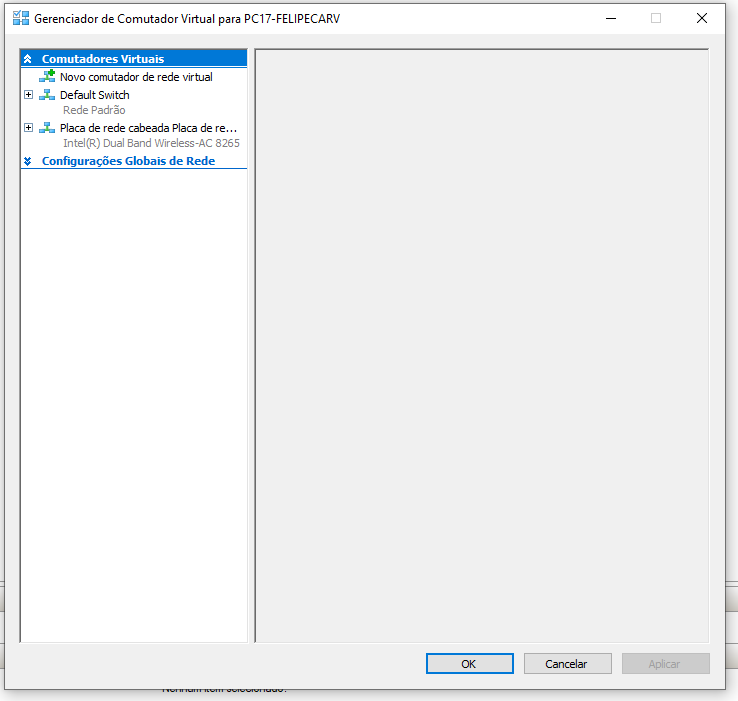 Gerenciador de Comutador Virtual para PC17-FELIPECARV
Comutadores Virtuais
Novo comutador de rede virtual
Default Switch
Rede Padrão
Placa de rede cabeada Placa de re...
Intel(R) Dual Band Wireless-AC 8265
Configurações Globais de Rede
OK
Cancelar
Aplicar
Nenhum item selecionado.